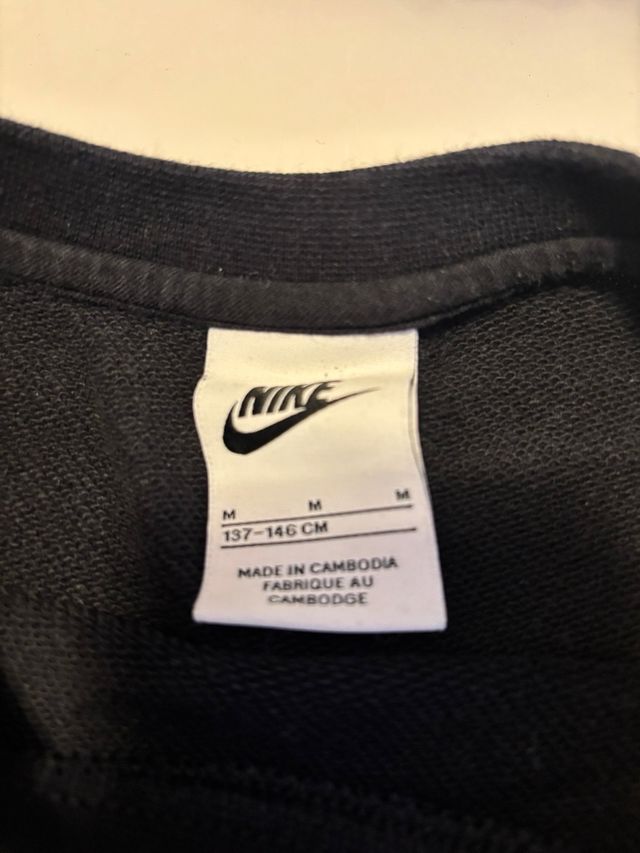 NIKE
M M M
137-146 CM
MADE IN CAMBODIA
FABRIQUE AU
CAMBODGE